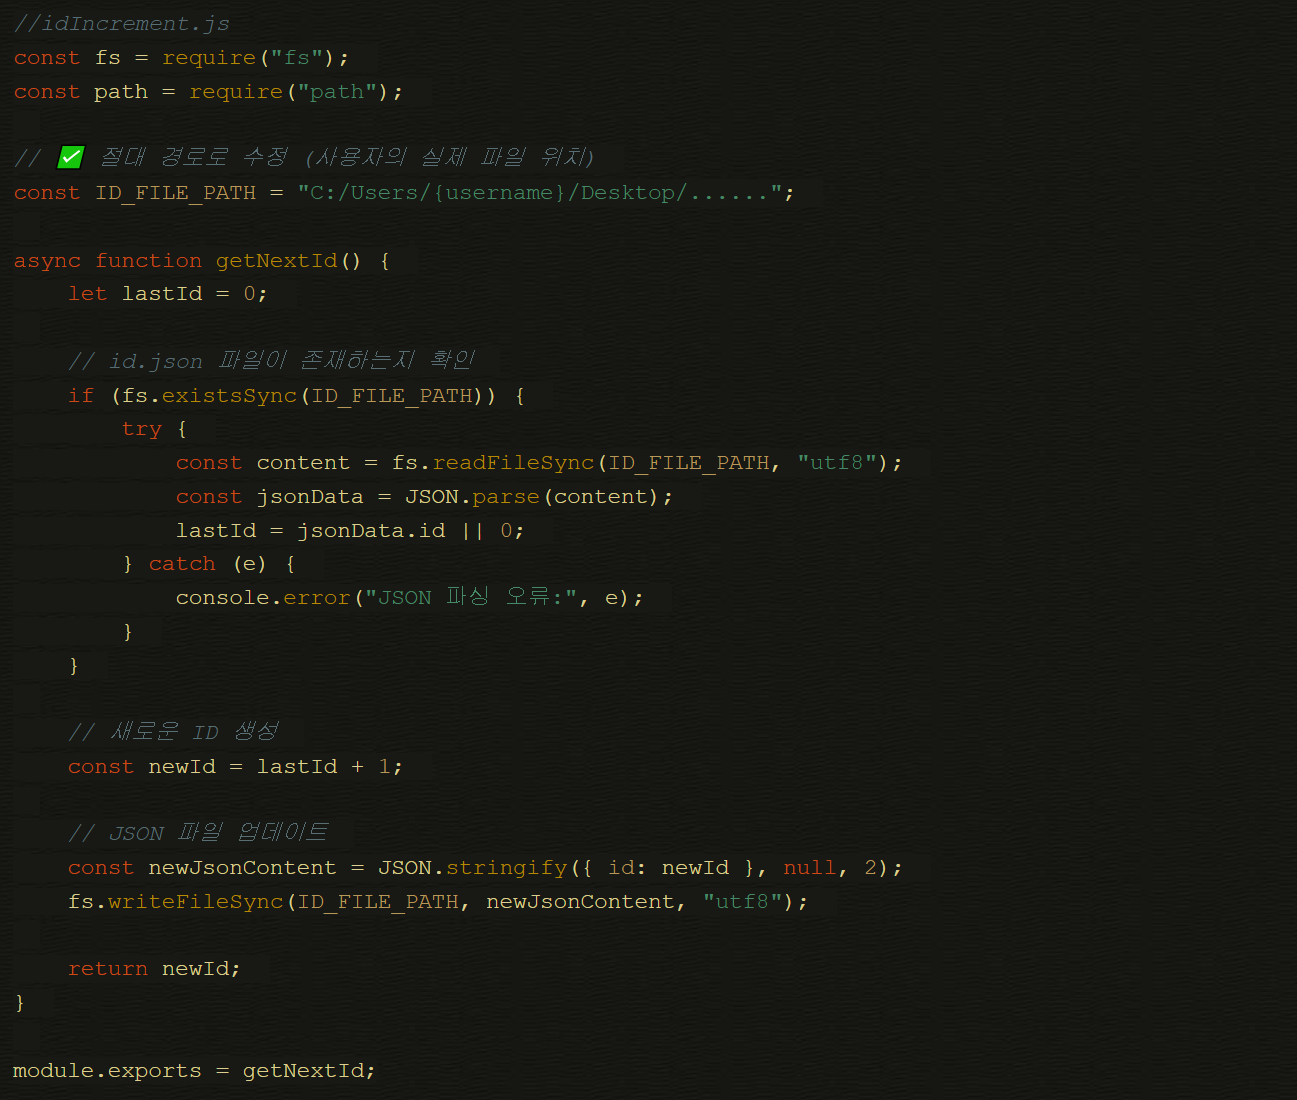 //idIncrement.js
const fs = require("fs");
const path = require("path");
// ✅ 절대 경로로 수정 (사용자의 실제 파일 위치)
const ID_FILE_PATH = "C:/Users/{username}/Desktop/......";
async function getNextId() {
    let lastId = 0;
    // id.json 파일이 존재하는지 확인
    if (fs.existsSync(ID_FILE_PATH)) {
        try {
            const content = fs.readFileSync(ID_FILE_PATH, "utf8");
            const jsonData = JSON.parse(content);
            lastId = jsonData.id || 0;
        } catch (e) {
            console.error("JSON 파싱 오류:", e);
        }
    }
    // 새로운 ID 생성
    const newId = lastId + 1;
    // JSON 파일 업데이트
    const newJsonContent = JSON.stringify({ id: newId }, null, 2);
    fs.writeFileSync(ID_FILE_PATH, newJsonContent, "utf8");
    return newId;
}
module.exports = getNextId;